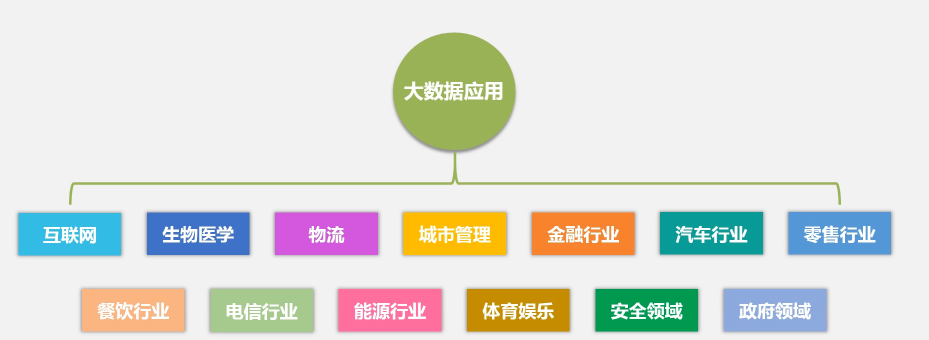 大数据应用
互联网
生物医学
物流
城市管理
金融行业
汽车行业
零售行业
餐饮行业
电信行业
能源行业
体育娱乐
安全领域
政府领域